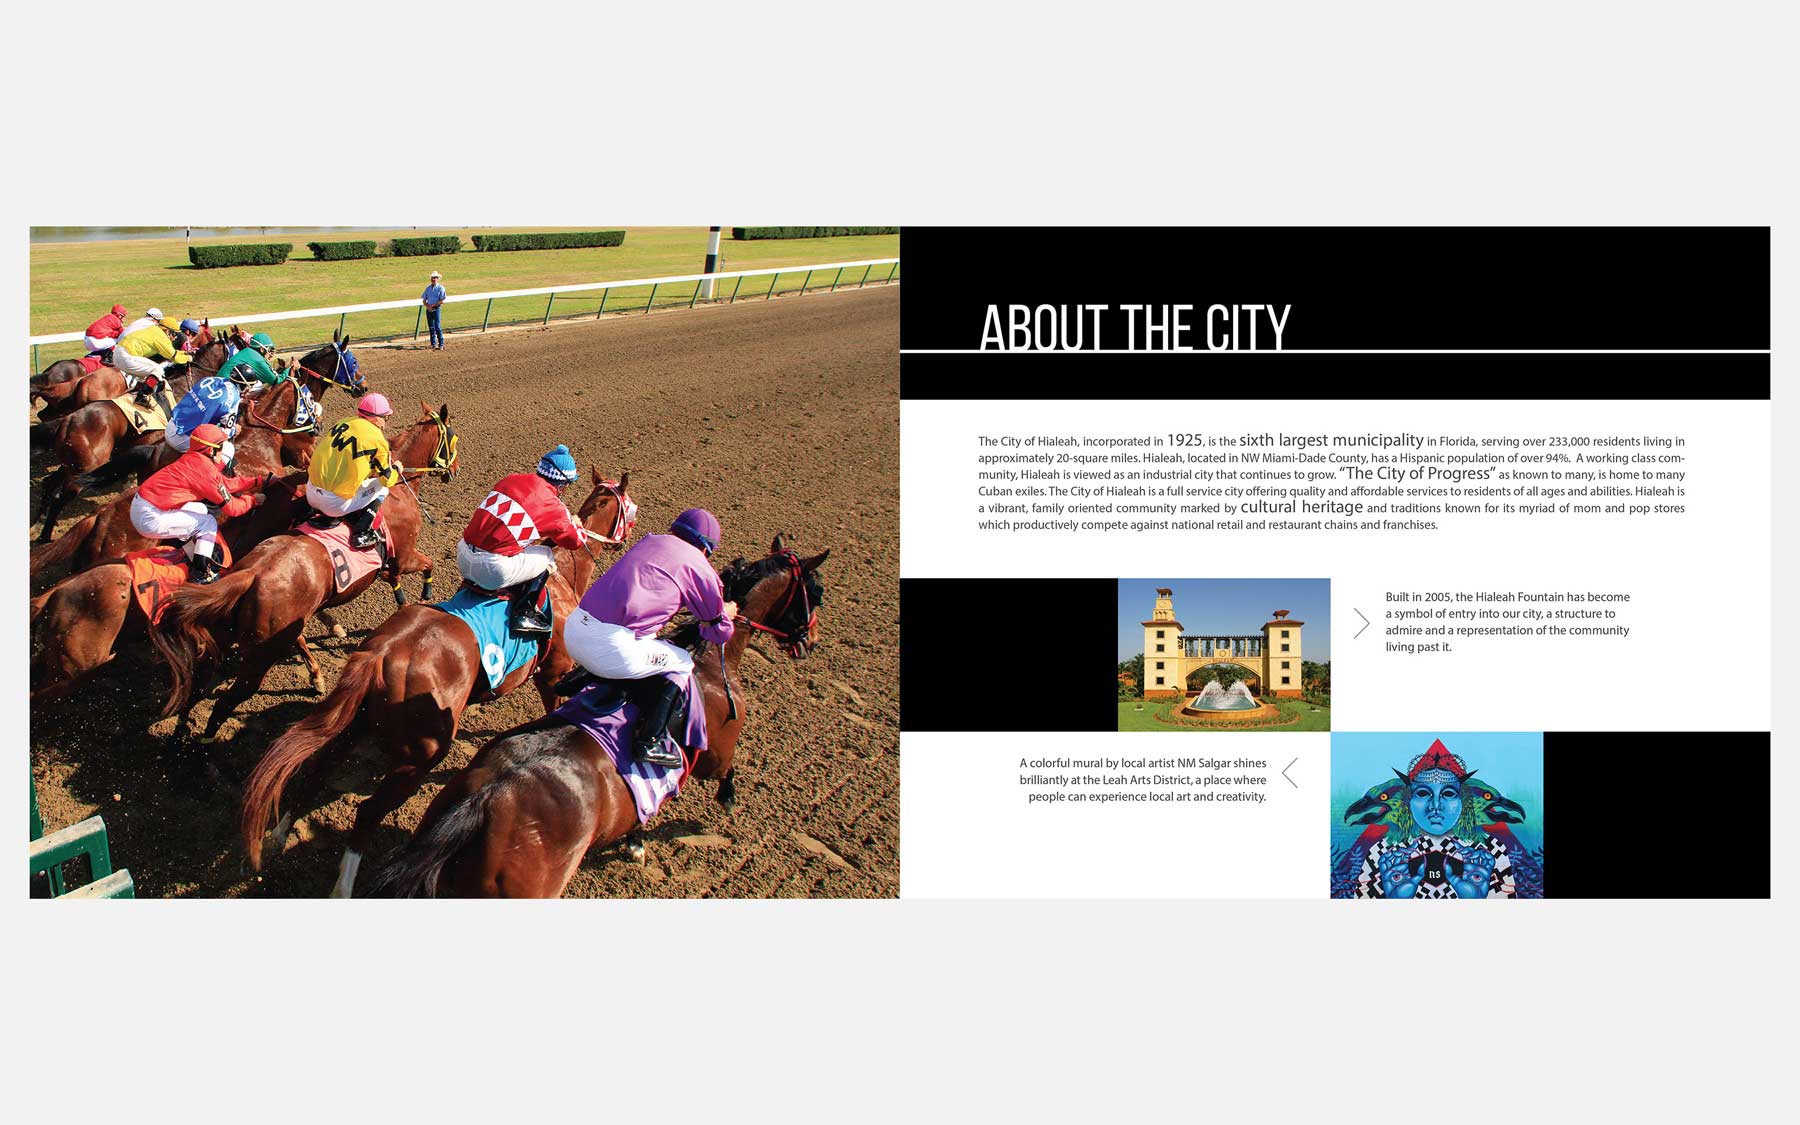 ABOUT THE CITY
The City of Hialeah, incorporated in 1925, is the sixth largest municipality in Florida, serving over 233,000 residents living in
approximately 20-square miles. Hialeah, located in NW Miami-Dade County, has a Hispanic population of over 94%. A working class com-
munity, Hialeah is viewed as an industrial city that continues to grow. “The City of Progress” as known to many, is home to many
Cuban exiles. The City of Hialeah is a full service city offering quality and affordable services to residents of all ages and abilities. Hialeah is
a vibrant, family oriented community marked by cultural heritage and traditions known for its myriad of mom and pop stores
which productively compete against national retail and restaurant chains and franchises.
Built in 2005, the Hialeah Fountain has become
a symbol of entry into our city, a structure to
admire and a representation of the community
living past it.
A colorful mural by local artist NM Salgar shines
brilliantly at the Leah Arts District, a place where
people can experience local art and creativity.
4
7
8
ns